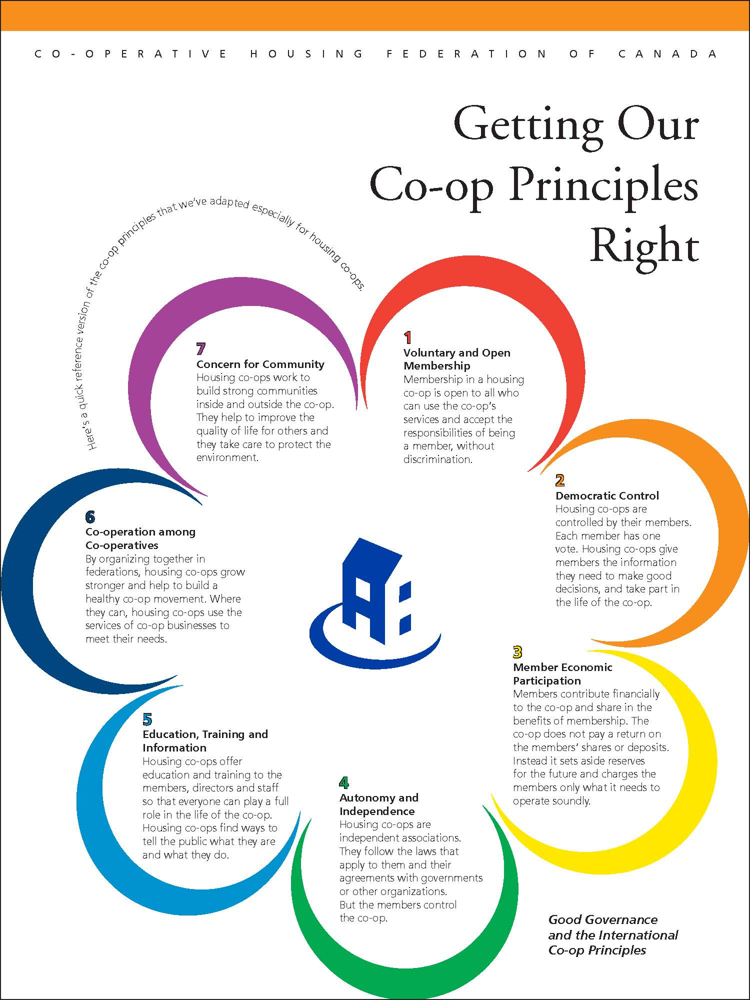 CO-OPERATIVE HOUSING FEDERATION OF CANADA
Getting Our
Co-op Principles
Right
Here's a quick reference version of the co-op principles that we've adapted especially for housing co-ops.
1
Voluntary and Open
Membership
Membership in a housing
co-op is open to all who
can use the co-op's
services and accept the
responsibilities of being
a member, without
discrimination.
2
Democratic Control
Housing co-ops are
controlled by their members.
Each member has one
vote. Housing co-ops give
members the information
they need to make good
decisions, and take part in
the life of the co-op.
3
Member Economic
Participation
Members contribute financially
to the co-op and share in the
benefits of membership. The
co-op does not pay a return on
the members' shares or deposits.
Instead it sets aside reserves
for the future and charges the
members only what it needs to
operate soundly.
4
Autonomy and
Independence
Housing co-ops are
independent associations.
They follow the laws that
apply to them and their
agreements with governments
or other organizations.
But the members control
the co-op.
5
Education, Training and
Information
Housing co-ops offer
education and training to the
members, directors and staff
so that everyone can play a full
role in the life of the co-op.
Housing co-ops find ways to
tell the public what they are
and what they do.
6
Co-operation among
Co-operatives
By organizing together in
federations, housing co-ops grow
stronger and help to build a
healthy co-op movement. Where
they can, housing co-ops use the
services of co-op businesses to
meet their needs.
7
Concern for Community
Housing co-ops work to
build strong communities
inside and outside the co-op.
They help to improve the
quality of life for others and
they take care to protect the
environment.
Good Governance
and the International
Co-op Principles